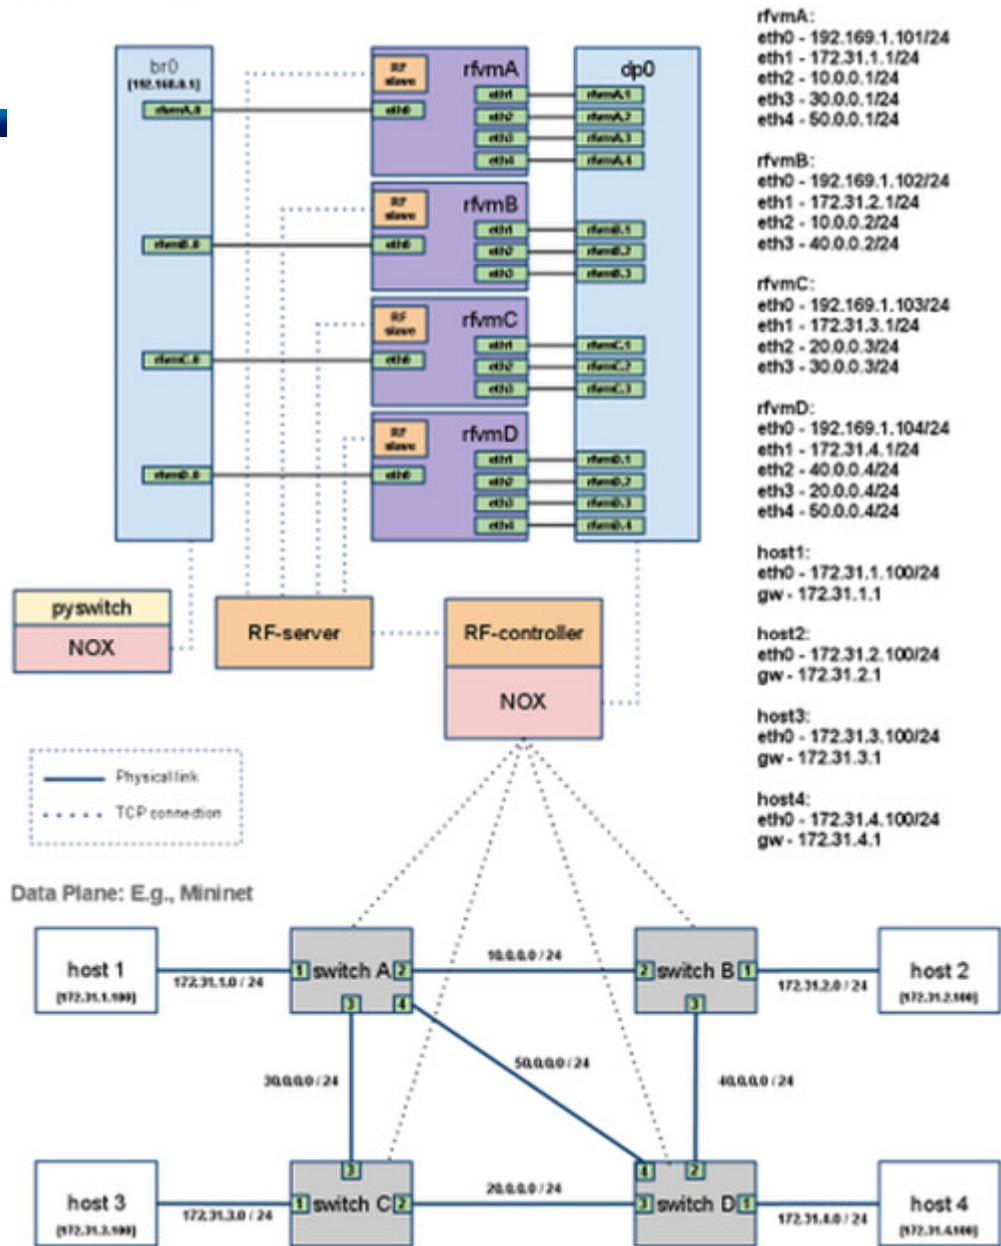 br0
[192.168.0.1]
rfvmA.0
rfvmB.0
rfvmC.0
rfvmD.0
RF
slave
rfvmA
eth0
eth1
eth2
eth3
eth4
RF
slave
rfvmB
eth0
eth1
eth2
eth3
RF
slave
rfvmC
eth0
eth1
eth2
eth3
RF
slave
rfvmD
eth0
eth1
eth2
eth3
eth4
dp0
rfvmA.1
rfvmA.2
rfvmA.3
rfvmA.4
rfvmB.1
rfvmB.2
rfvmB.3
rfvmC.1
rfvmC.2
rfvmC.3
rfvmD.1
rfvmD.2
rfvmD.3
rfvmD.4
rfvmA:
eth0 - 192.169.1.101/24
eth1 - 172.31.1.1/24
eth2 - 10.0.0.1/24
eth3 - 30.0.0.1/24
eth4 - 50.0.0.1/24
rfvmB:
eth0 - 192.169.1.102/24
eth1 - 172.31.2.1/24
eth2 - 10.0.0.2/24
eth3 - 40.0.0.2/24
rfvmC:
eth0 - 192.169.1.103/24
eth1 - 172.31.3.1/24
eth2 - 20.0.0.3/24
eth3 - 30.0.0.3/24
rfvmD:
eth0 - 192.169.1.104/24
eth1 - 172.31.4.1/24
eth2 - 40.0.0.4/24
eth3 - 20.0.0.4/24
eth4 - 50.0.0.4/24
host1:
eth0 - 172.31.1.100/24
gw - 172.31.1.1
host2:
eth0 - 172.31.2.100/24
gw - 172.31.2.1
host3:
eth0 - 172.31.3.100/24
gw - 172.31.3.1
host4:
eth0 - 172.31.4.100/24
gw - 172.31.4.1
pyswitch
NOX
RF-server
RF-controller
NOX
Physical link
TCP connection
Data Plane: E.g., Mininet
host 1
[172.31.1.100]
172.31.1.0 / 24
1 switch A 2
3 4
10.0.0.0 / 24
2 switch B 1
3
172.31.2.0 / 24
host 2
[172.31.2.100]
30.0.0.0 / 24
50.0.0.0 / 24
40.0.0.0 / 24
host 3
[172.31.3.100]
172.31.3.0 / 24
3
1 switch C 2
20.0.0.0 / 24
4 2
3 switch D 1
172.31.4.0 / 24
host 4
[172.31.4.100]